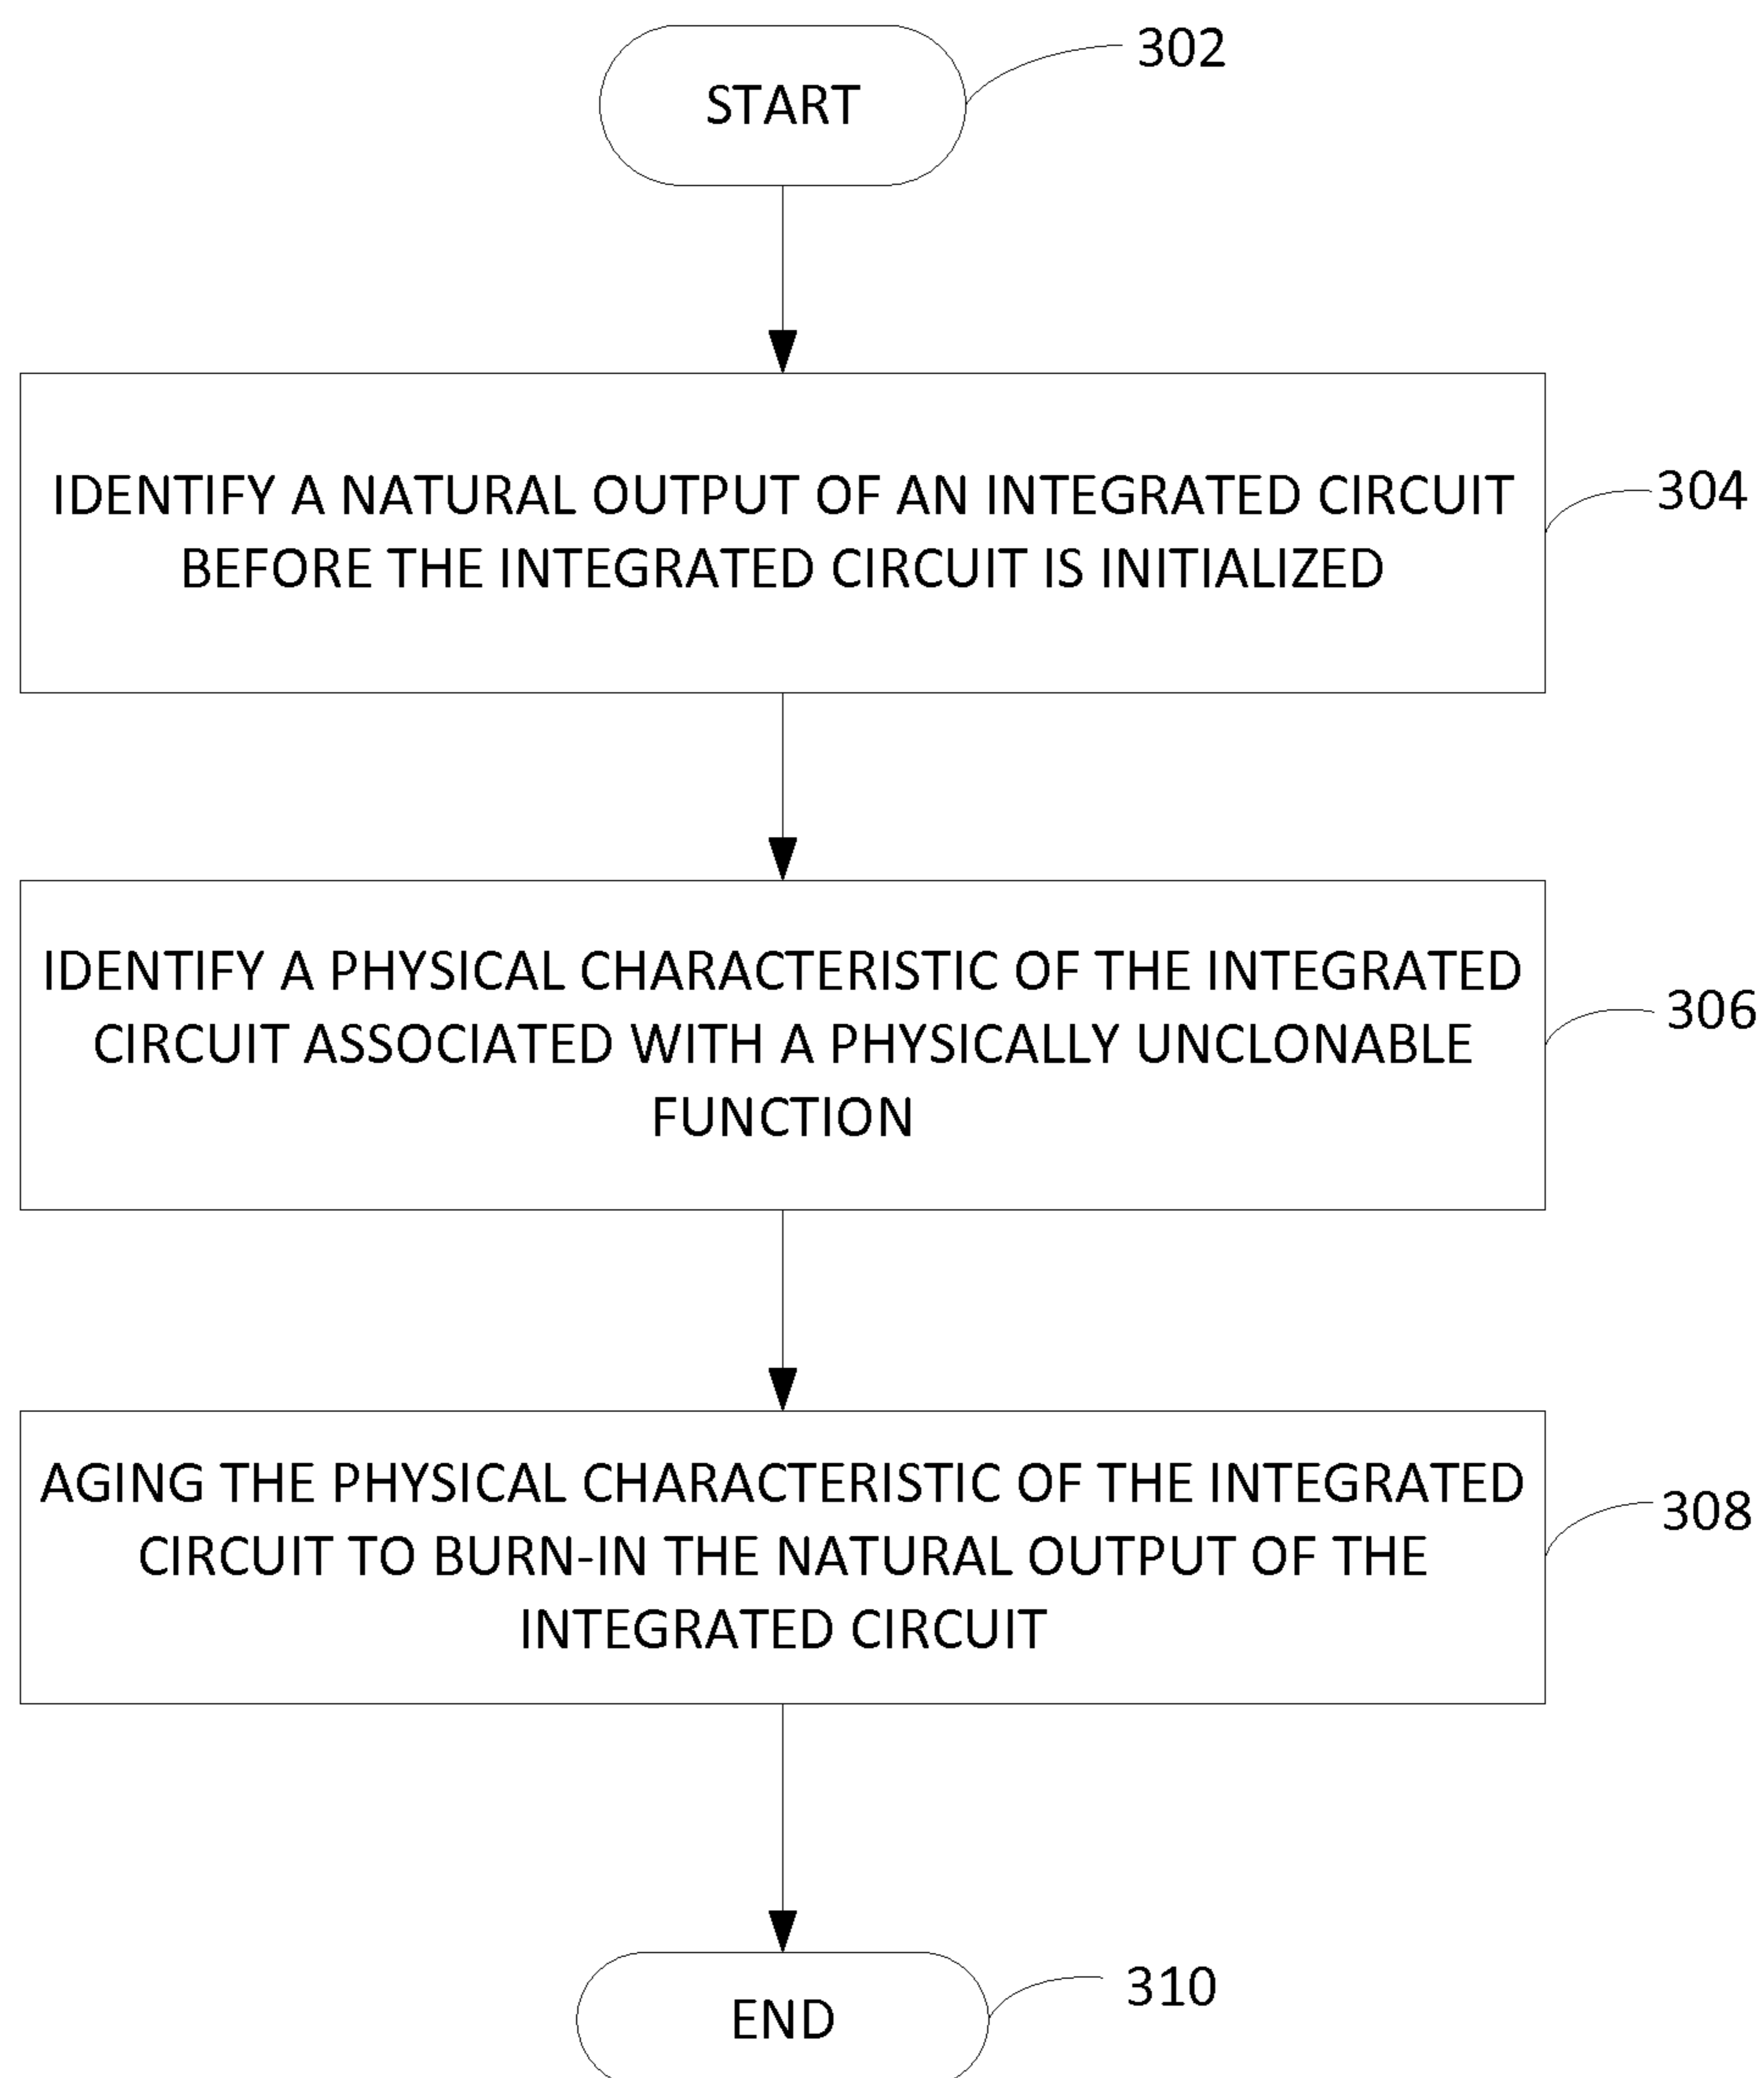 START
302
IDENTIFY A NATURAL OUTPUT OF AN INTEGRATED CIRCUIT
BEFORE THE INTEGRATED CIRCUIT IS INITIALIZED
304
IDENTIFY A PHYSICAL CHARACTERISTIC OF THE INTEGRATED
CIRCUIT ASSOCIATED WITH A PHYSICALLY UNCLONABLE
FUNCTION
306
AGING THE PHYSICAL CHARACTERISTIC OF THE INTEGRATED
CIRCUIT TO BURN-IN THE NATURAL OUTPUT OF THE
INTEGRATED CIRCUIT
308
END
310